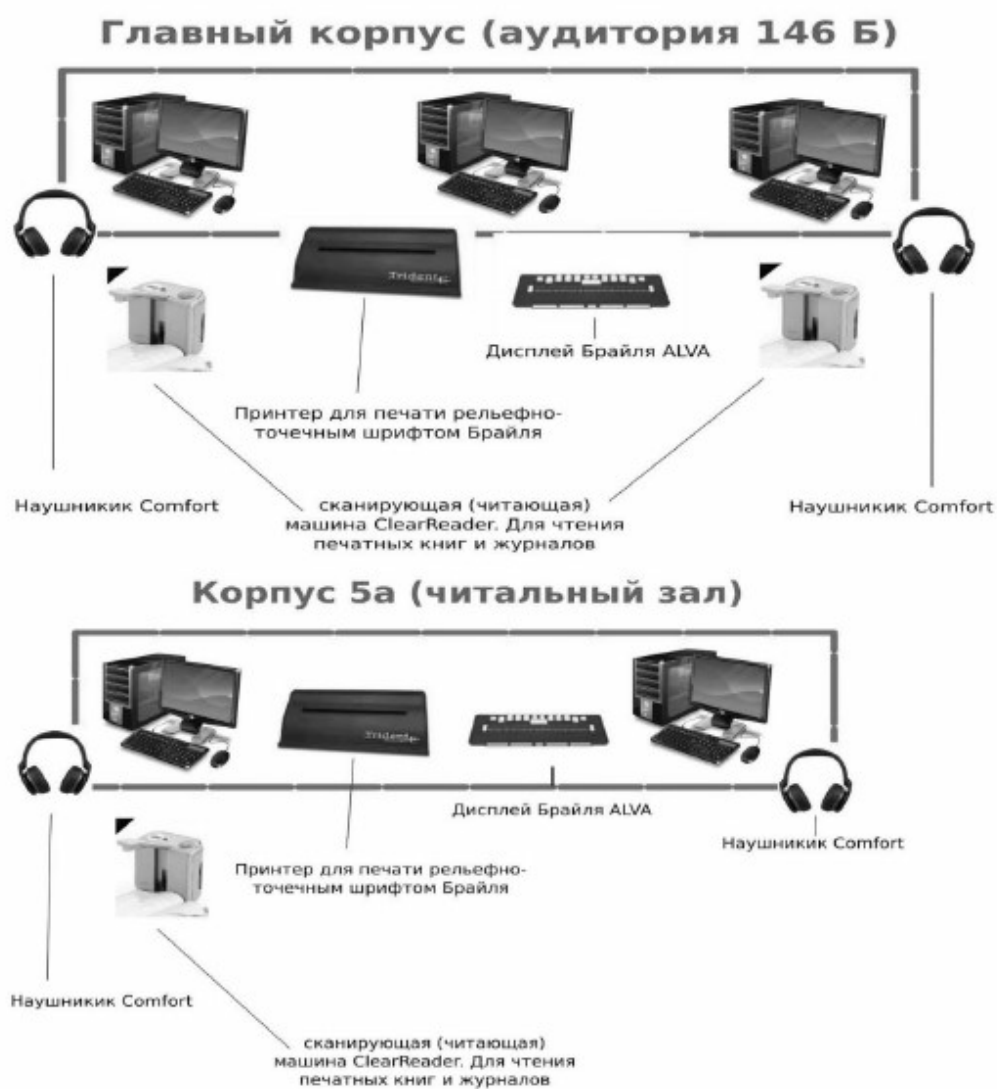 Главный корпус (аудитория 146 Б)
Trident
Дисплей Брайля ALVA
Принтер для печати рельефно-
точечным шрифтом Брайля
Наушникик Comfort
сканирующая (читающая)
машина ClearReader. Для чтения
печатных книг и журналов
Наушникик Comfort
Корпус 5а (читальный зал)
Trident
Дисплей Брайля ALVA
Наушникик Comfort
Принтер для печати рельефно-
точечным шрифтом Брайля
Наушникик Comfort
сканирующая (читающая)
машина ClearReader. Для чтения
печатных книг и журналов